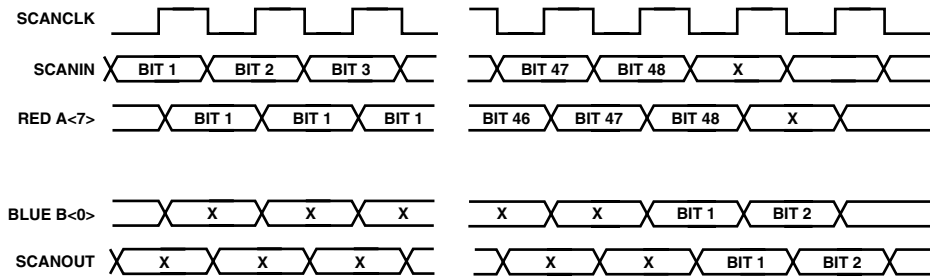 SCANCLK
SCANIN BIT 1 BIT 2 BIT 3 BIT 47 BIT 48 X
RED A<7> BIT 1 BIT 1 BIT 1 BIT 46 BIT 47 BIT 48 X
BLUE B<0> X X X X X BIT 1 BIT 2
SCANOUT X X X X X BIT 1 BIT 2